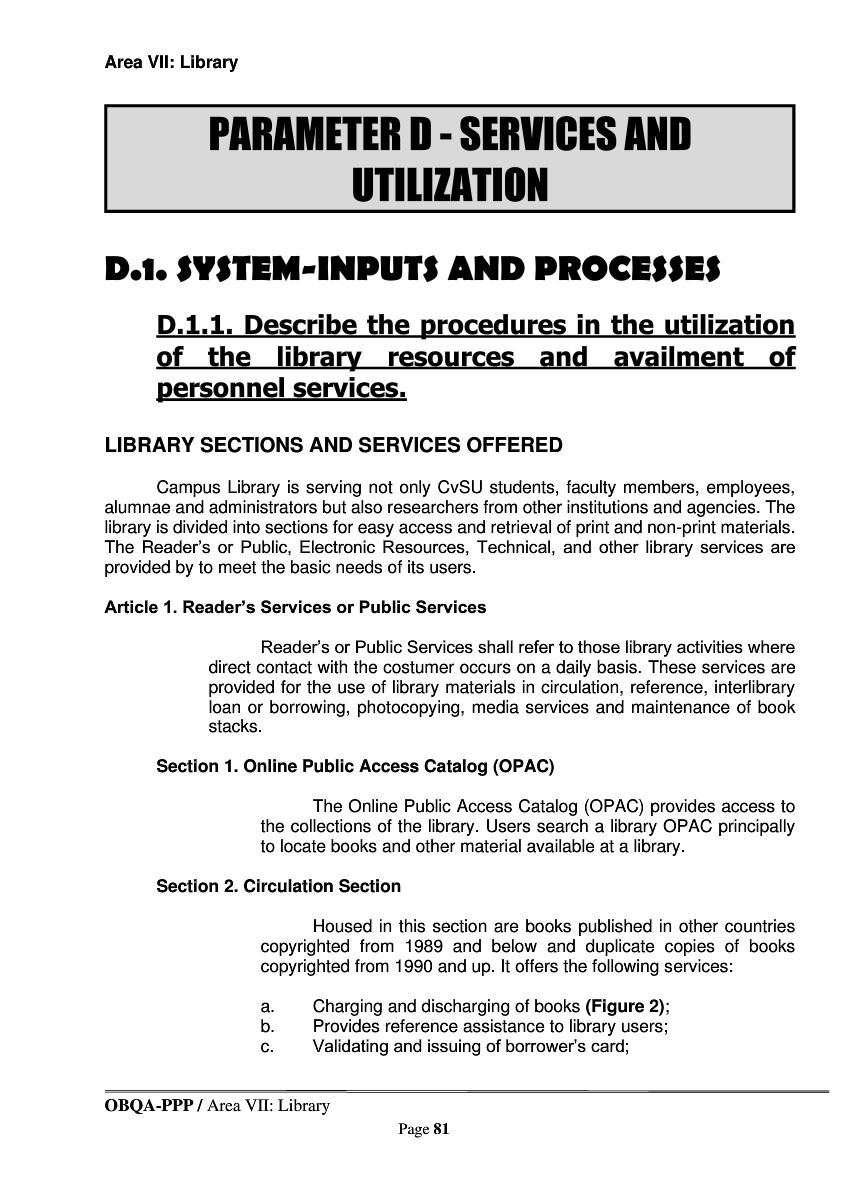 Area VII: Library
PARAMETER D - SERVICES AND
UTILIZATION
D.1. SYSTEM-INPUTS AND PROCESSES
D.1.1. Describe the procedures in the utilization
of the library resources and availment of
personnel services.
LIBRARY SECTIONS AND SERVICES OFFERED
Campus Library is serving not only CvSU students, faculty members, employees,
alumnae and administrators but also researchers from other institutions and agencies. The
library is divided into sections for easy access and retrieval of print and non-print materials.
The Reader’s or Public, Electronic Resources, Technical, and other library services are
provided by to meet the basic needs of its users.
Article 1. Reader’s Services or Public Services
Reader’s or Public Services shall refer to those library activities where
direct contact with the costumer occurs on a daily basis. These services are
provided for the use of library materials in circulation, reference, interlibrary
loan or borrowing, photocopying, media services and maintenance of book
stacks.
Section 1. Online Public Access Catalog (OPAC)
The Online Public Access Catalog (OPAC) provides access to
the collections of the library. Users search a library OPAC principally
to locate books and other material available at a library.
Section 2. Circulation Section
Housed in this section are books published in other countries
copyrighted from 1989 and below and duplicate copies of books
copyrighted from 1990 and up. It offers the following services:
a. Charging and discharging of books (Figure 2);
b. Provides reference assistance to library users;
c. Validating and issuing of borrower’s card;
OBQA-PPP / Area VII: Library
Page 81